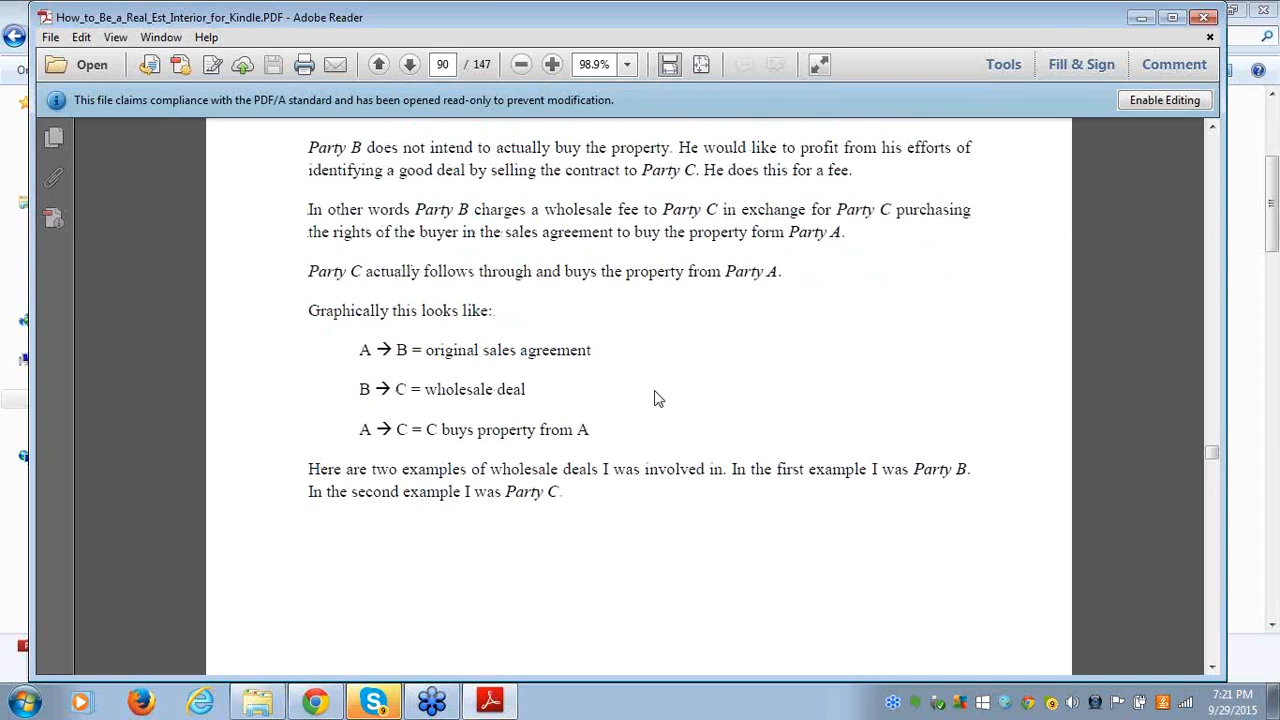 How_to_Be_a_Real_Est_Interior_for_Kindle.PDF - Adobe Reader
File Edit View Window Help
Open 90 / 147 98.9% Tools Fill & Sign Comment
This file claims compliance with the PDF/A standard and has been opened read-only to prevent modification. Enable Editing
Party B does not intend to actually buy the property. He would like to profit from his efforts of
identifying a good deal by selling the contract to Party C. He does this for a fee.
In other words Party B charges a wholesale fee to Party C in exchange for Party C purchasing
the rights of the buyer in the sales agreement to buy the property form Party A.
Party C actually follows through and buys the property from Party A.
Graphically this looks like:
A → B = original sales agreement
B → C = wholesale deal
A → C = C buys property from A
Here are two examples of wholesale deals I was involved in. In the first example I was Party B.
In the second example I was Party C.
7:21 PM
9/29/2015